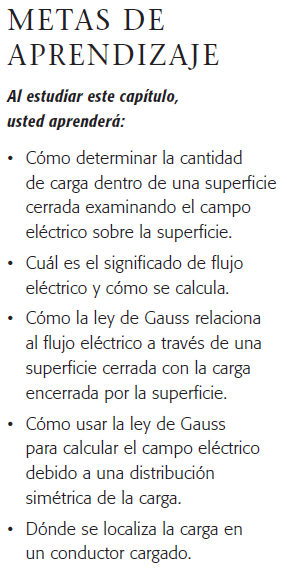 METAS DE
APRENDIZAJE
Al estudiar este capítulo,
usted aprenderá:
• Cómo determinar la cantidad
de carga dentro de una superficie
cerrada examinando el campo
eléctrico sobre la superficie.
• Cuál es el significado de flujo
eléctrico y cómo se calcula.
• Cómo la ley de Gauss relaciona
al flujo eléctrico a través de una
superficie cerrada con la carga
encerrada por la superficie.
• Cómo usar la ley de Gauss
para calcular el campo eléctrico
debido a una distribución
simétrica de la carga.
• Dónde se localiza la carga en
un conductor cargado.